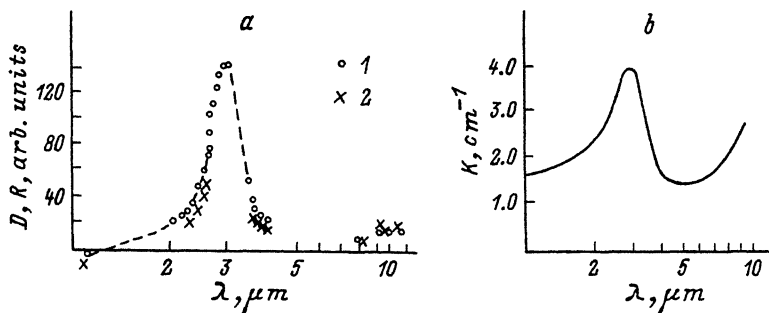 a
D, R, arb. units
120
80
40
○ 1
× 2
2 3 5 10
λ, μm
b
K, cm⁻¹
4.0
3.0
2.0
1.0
2 5 10
λ, μm